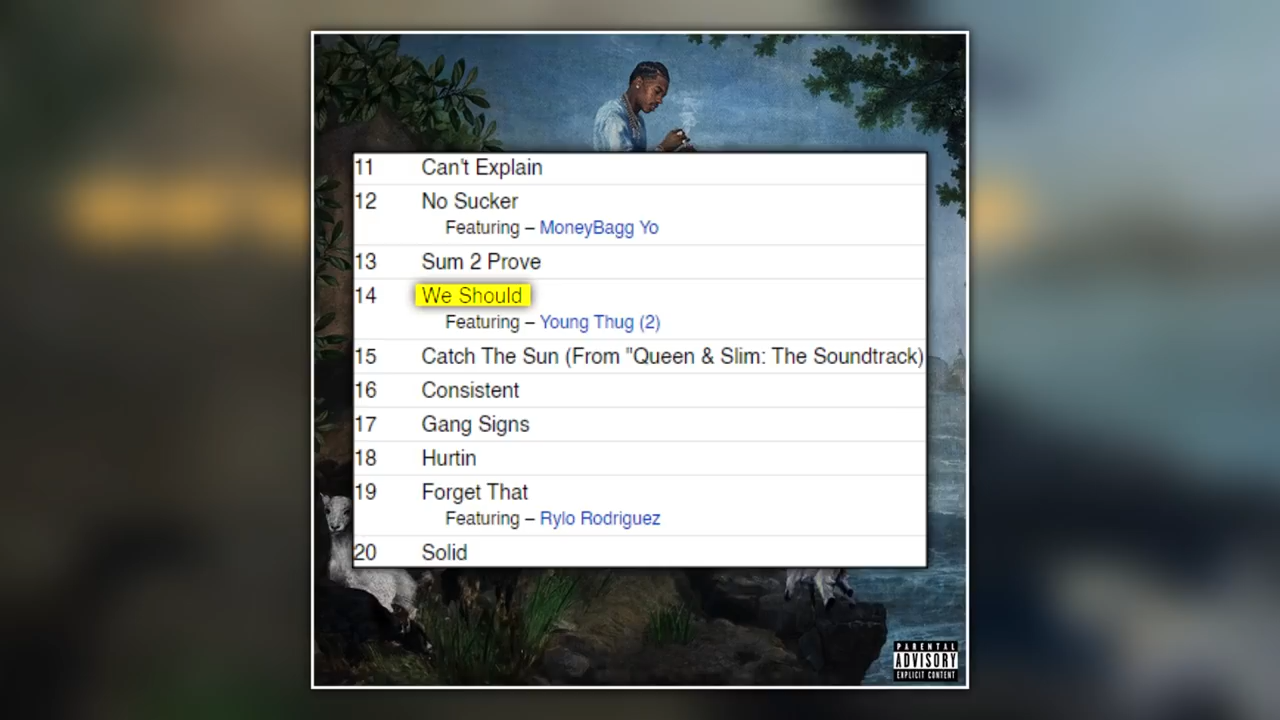 11 Can't Explain
12 No Sucker
Featuring – MoneyBagg Yo
13 Sum 2 Prove
14 We Should
Featuring – Young Thug (2)
15 Catch The Sun (From "Queen & Slim: The Soundtrack)
16 Consistent
17 Gang Signs
18 Hurtin
19 Forget That
Featuring – Rylo Rodriguez
20 Solid
PARENTAL
ADVISORY
EXPLICIT CONTENT